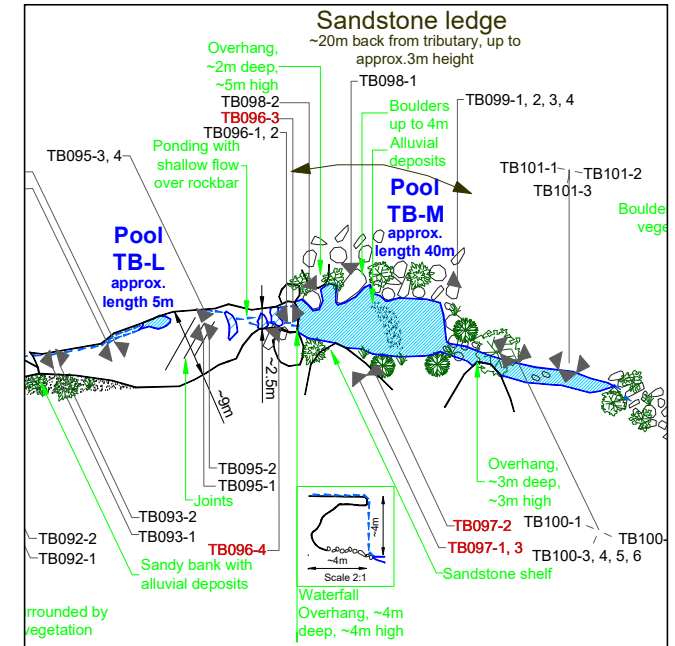 Sandstone ledge
~20m back from tributary, up to
approx.3m height
Overhang,
~2m deep,
~5m high
TB098-1
TB098-2
TB096-3
TB096-1, 2
Boulders
up to 4m
Alluvial
deposits
TB099-1, 2, 3, 4
TB095-3, 4
Ponding with
shallow flow
over rockbar
TB101-1
TB101-2
TB101-3
Pool
TB-M
approx.
length 40m
Pool
TB-L
approx.
length 5m
Boulde
vege
~9m
~2.5m
TB095-2
TB095-1
Joints
TB093-2
TB093-1
TB092-2
TB092-1
TB096-4
Sandy bank with
alluvial deposits
~4m
~4m
Scale 2:1
Overhang,
~3m deep,
~3m high
TB097-2
TB097-1, 3
TB100-1
TB100-
TB100-3, 4, 5, 6
Sandstone shelf
Waterfall
Overhang, ~4m
deep, ~4m high
rrounded by
vegetation